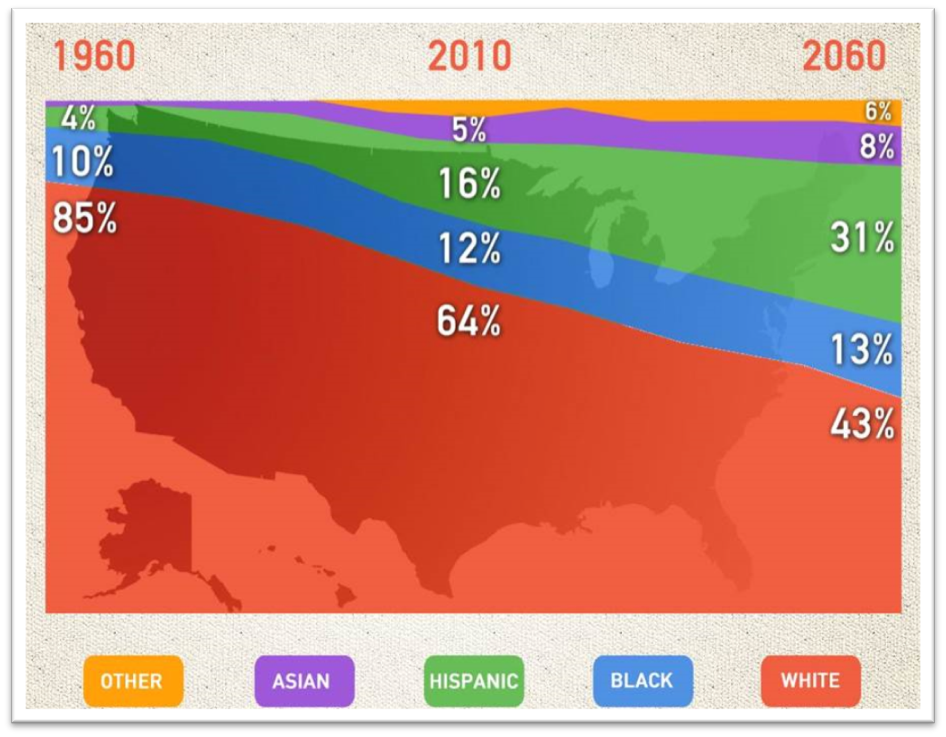 1960 2010 2060
6%
4% 5% 8%
10% 16% 31%
85% 12% 13%
64% 43%
OTHER ASIAN HISPANIC BLACK WHITE